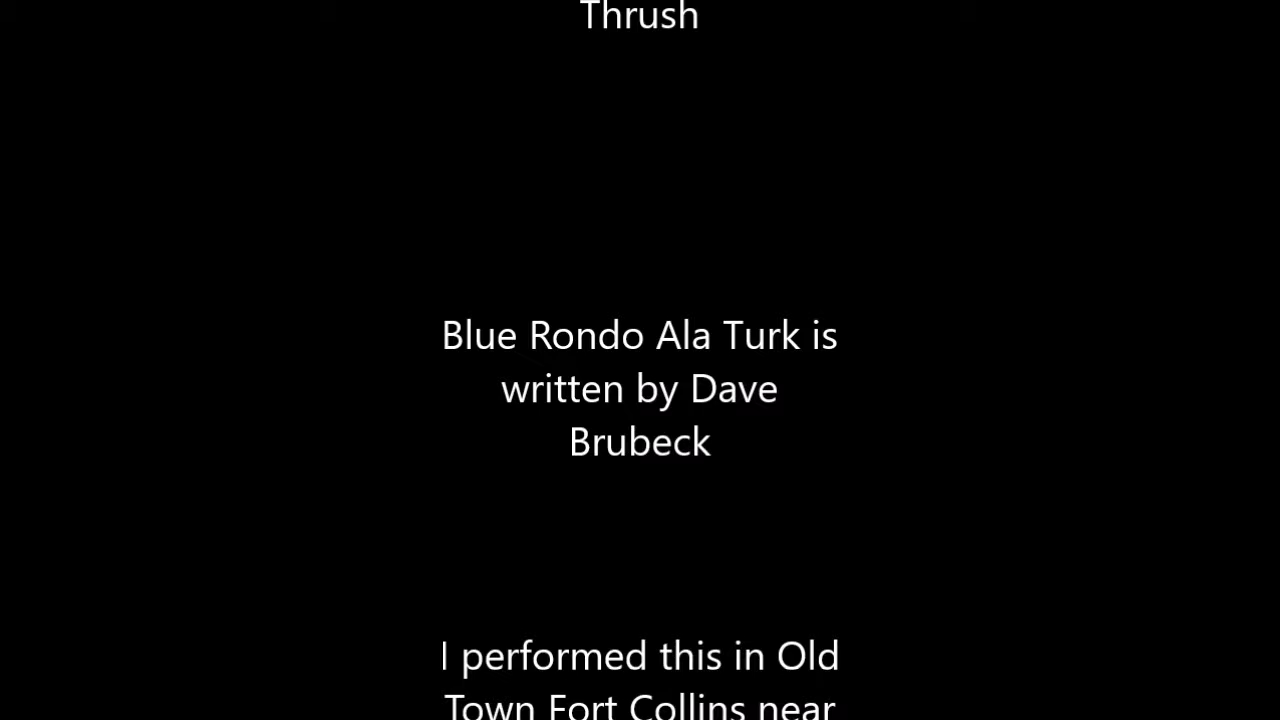 Thrush
Blue Rondo Ala Turk is
written by Dave
Brubeck
I performed this in Old
Town Fort Collins near